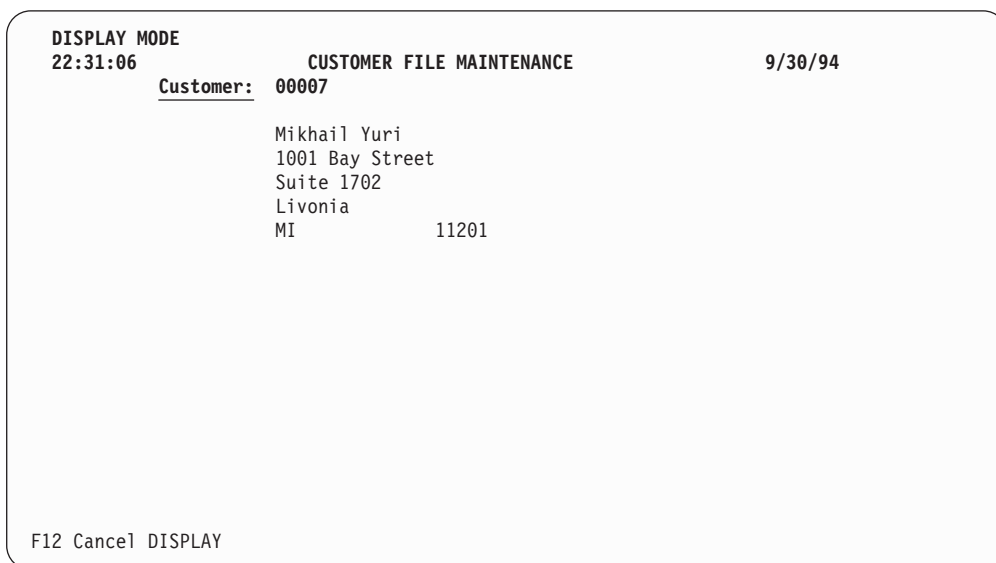 DISPLAY MODE
22:31:06 CUSTOMER FILE MAINTENANCE 9/30/94
Customer: 00007
Mikhail Yuri
1001 Bay Street
Suite 1702
Livonia
MI 11201
F12 Cancel DISPLAY